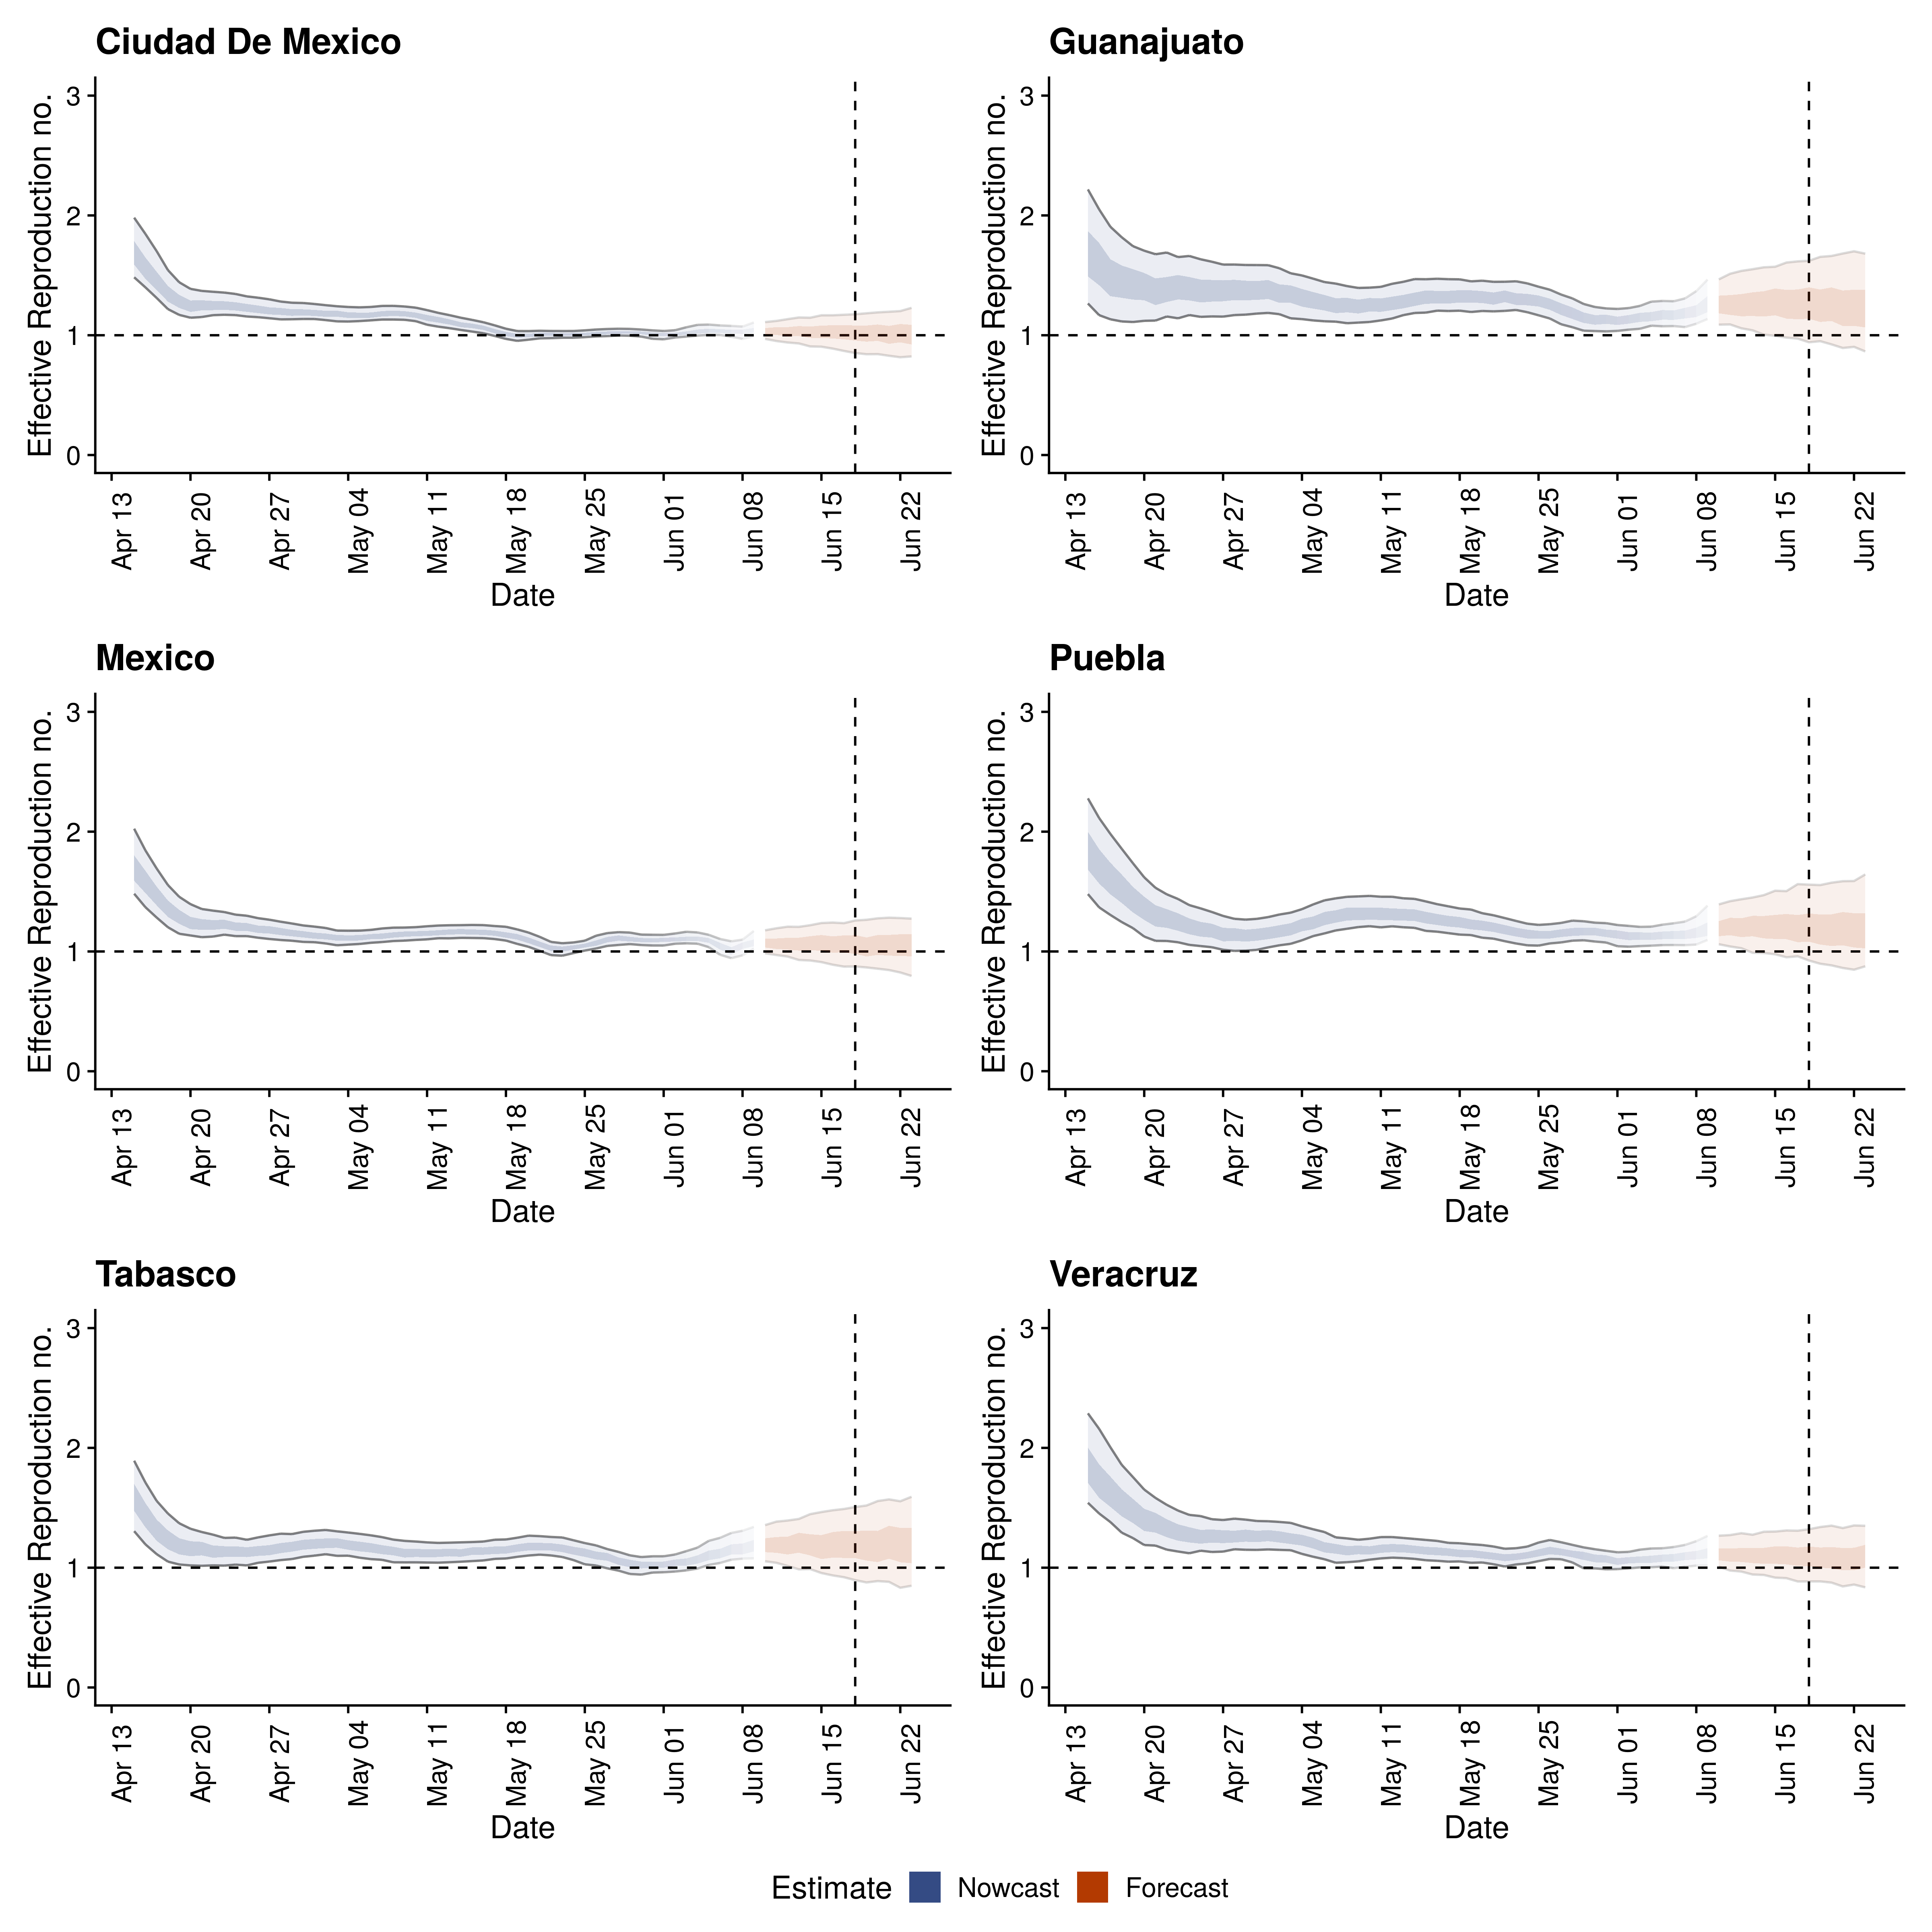 Ciudad De Mexico
Effective Reproduction no.
3
2
1
0
Apr 13
Apr 20
Apr 27
May 04
May 11
May 18
May 25
Jun 01
Jun 08
Jun 15
Jun 22
Date
Guanajuato
Effective Reproduction no.
3
2
1
0
Apr 13
Apr 20
Apr 27
May 04
May 11
May 18
May 25
Jun 01
Jun 08
Jun 15
Jun 22
Date
Mexico
Effective Reproduction no.
3
2
1
0
Apr 13
Apr 20
Apr 27
May 04
May 11
May 18
May 25
Jun 01
Jun 08
Jun 15
Jun 22
Date
Puebla
Effective Reproduction no.
3
2
1
0
Apr 13
Apr 20
Apr 27
May 04
May 11
May 18
May 25
Jun 01
Jun 08
Jun 15
Jun 22
Date
Tabasco
Effective Reproduction no.
3
2
1
0
Apr 13
Apr 20
Apr 27
May 04
May 11
May 18
May 25
Jun 01
Jun 08
Jun 15
Jun 22
Date
Veracruz
Effective Reproduction no.
3
2
1
0
Apr 13
Apr 20
Apr 27
May 04
May 11
May 18
May 25
Jun 01
Jun 08
Jun 15
Jun 22
Date
Estimate Nowcast Forecast